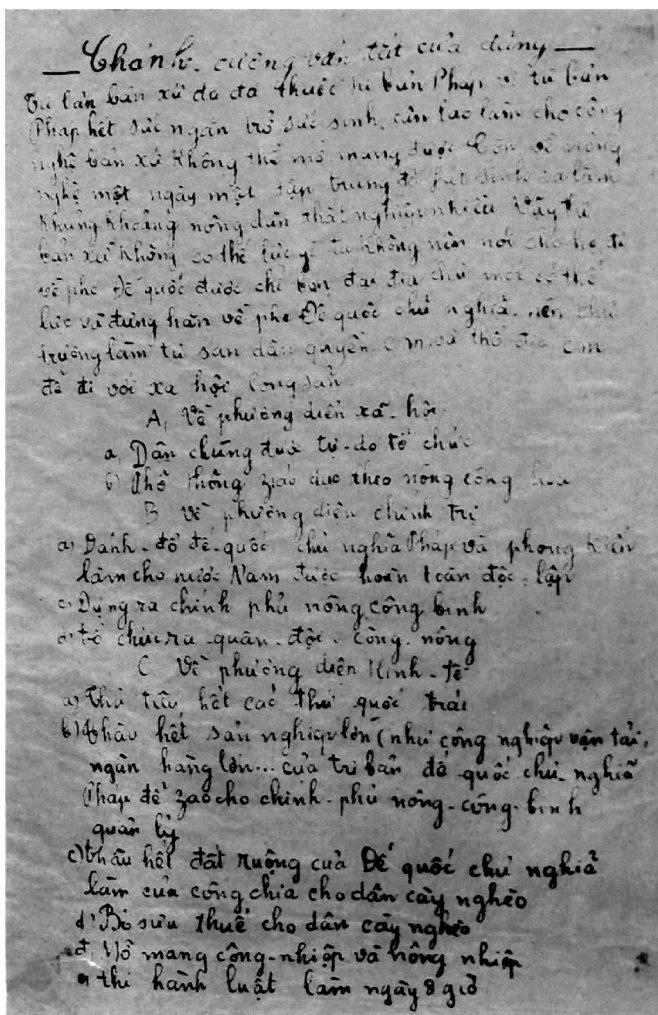 Chánh-cương vắn tắt của đảng
Tư bản bản xứ đã thuộc tư bản Pháp vì tư bản
Pháp hết sức ngăn trở sức sinh sản làm cho công
nghệ bản xứ không thể mở mang được Còn về nông
nghệ một ngày một tập trung đã phát sinh ra lắm
khủng khoảng nông dân thất nghiệp nhiều Vậy tư
bản xứ không có thế lực gì ta không nên nói cho họ đi
về phe Đế quốc được chỉ bọn đại địa chủ mới có thế
lực và đứng hẳn về phe Đế quốc chủ nghĩa nên chủ
trương làm tư sản dân quyền c.m. và thổ địa c.m
để đi với xã hội cộng sản
A, Về phương diện xã-hội
a, Dân chúng được tự-do tổ chức
b) Phổ thông záo dục theo nông công hóa
B Về phương diện chính trị
a) Đánh-đổ đế-quốc chủ nghĩa Pháp và phong kiến
làm cho nước Nam được hoàn toàn độc-lập
c) Dựng ra chính phủ nông công binh
d) tổ chức ra quân-đội công-nông
C Về phương diện Kinh-tế
a) Thủ tiêu hết các thứ quốc trái
b) thâu hết sản nghiệp lớn (như công nghiệp vận tải,
ngân hàng lớn... của tư bản đế-quốc chủ-nghĩa
Pháp để zao cho chính-phủ nông-công-binh
quản lý
c) thâu hết đất ruộng của Đế quốc chủ nghĩa
làm của công chia cho dân cày nghèo
d) Bỏ sưu thuế cho dân cày nghèo
đ, Mở mang công-nhiệp và nông nhiệp
e, thi hành luật làm ngày 8 giờ